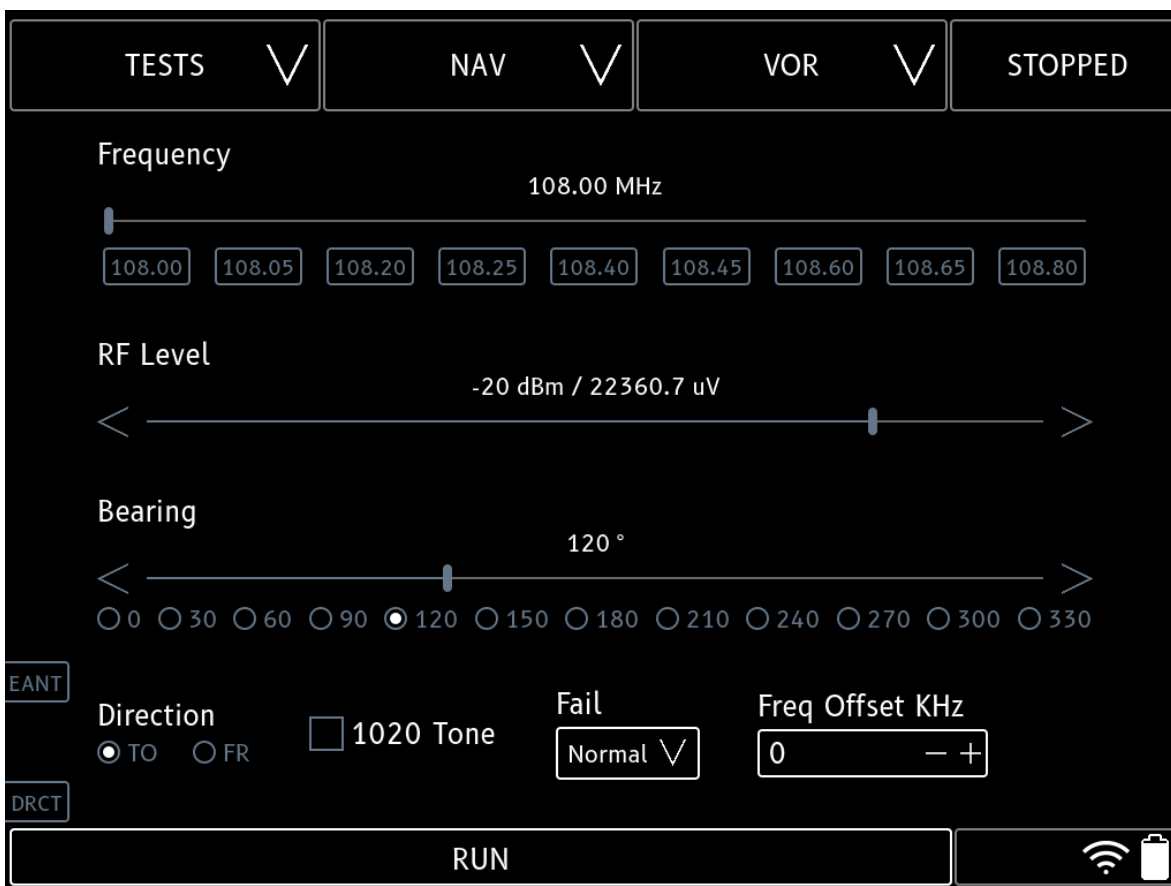 TESTS NAV VOR STOPPED
Frequency
108.00 MHz
108.00 108.05 108.20 108.25 108.40 108.45 108.60 108.65 108.80
RF Level
-20 dBm / 22360.7 uV
Bearing
120 °
0 30 60 90 120 150 180 210 240 270 300 330
EANT
Direction
TO FR
1020 Tone
Fail
Normal
Freq Offset KHz
0 − +
DRCT
RUN